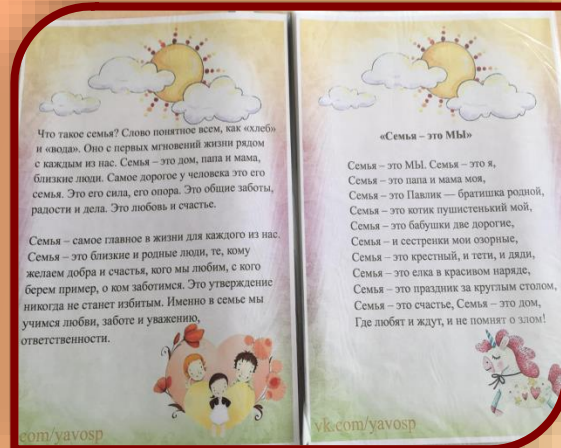 Что такое семья? Слово понятное всем, как «хлеб»
и «вода». Оно с первых мгновений жизни рядом
с каждым из нас. Семья – это дом, папа и мама,
близкие люди. Самое дорогое у человека это его
семья. Это его сила, его опора. Это общие заботы,
радости и дела. Это любовь и счастье.
Семья – самое главное в жизни для каждого из нас.
Семья – это близкие и родные люди, те, кому
желаем добра и счастья, кого мы любим, с кого
берем пример, о ком заботимся. Это утверждение
никогда не станет избитым. Именно в семье мы
учимся любви, заботе и уважению,
ответственности.
com/yavosp
«Семья – это МЫ»
Семья – это МЫ. Семья – это я,
Семья – это папа и мама моя,
Семья – это Павлик — братишка родной,
Семья – это котик пушистенький мой,
Семья – это бабушки две дорогие,
Семья – и сестренки мои озорные,
Семья – это крестный, и тети, и дяди,
Семья – это елка в красивом наряде,
Семья – это праздник за круглым столом,
Семья – это счастье, Семья – это дом,
Где любят и ждут, и не помнят о злом!
vk.com/yavosp